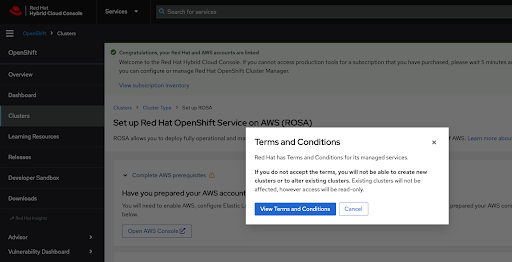 Red Hat
Hybrid Cloud Console
Services
Search for services
OpenShift
Clusters
OpenShift
Overview
Dashboard
Clusters
Learning Resources
Releases
Developer Sandbox
Downloads
Red Hat Insights
Advisor
Vulnerability Dashboard
Congratulations, your Red Hat and AWS accounts are linked
Welcome to the Red Hat Hybrid Cloud Console. If you cannot access production tools for a subscription that you have purchased, please wait 5 minutes a
you can configure or manage Red Hat OpenShift Cluster Manager.
View subscription inventory
Clusters > Cluster Type > Set up ROSA
Set up Red Hat OpenShift Service on AWS (ROSA)
ROSA allows you to deploy fully operational and ma
of AWS. Learn more about
Complete AWS prerequisites
Have you prepared your AWS account
You will need to enable AWS, configure Elastic Lo
prepared your AWS
below.
Open AWS Console
Terms and Conditions
Red Hat has Terms and Conditions for its managed services.
If you do not accept the terms, you will not be able to create new
clusters or to alter existing clusters. Existing clusters will not be
affected, however access will be read-only.
View Terms and Conditions
Cancel